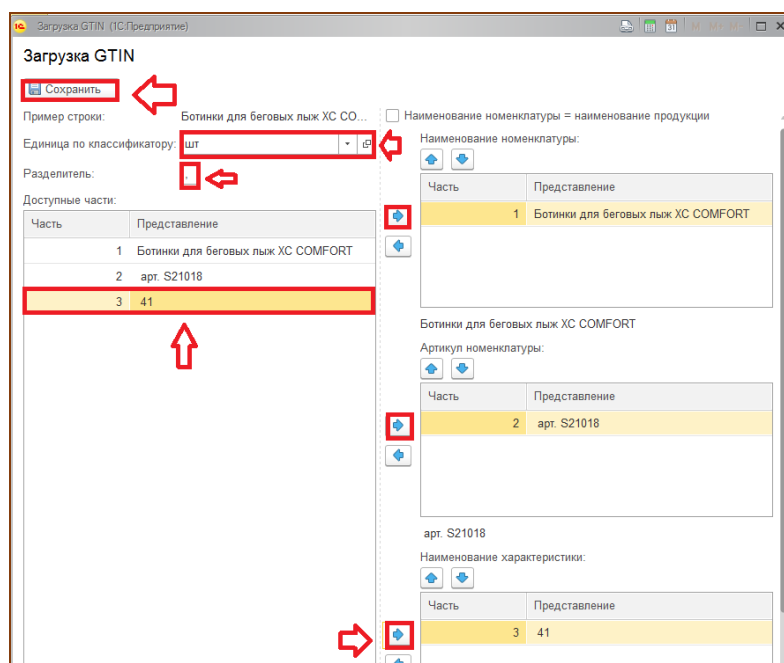 Загрузка GTIN (1С:Предприятие)
M M+ M-
Загрузка GTIN
Сохранить
Пример строки: Ботинки для беговых лыж XC CO...
Наименование номенклатуры = наименование продукции
Единица по классификатору: шт
Наименование номенклатуры:
Разделитель: ,
Часть Представление
1 Ботинки для беговых лыж XC COMFORT
Доступные части:
Часть Представление
1 Ботинки для беговых лыж XC COMFORT
2 арт. S21018
3 41
Ботинки для беговых лыж XC COMFORT
Артикул номенклатуры:
Часть Представление
2 арт. S21018
арт. S21018
Наименование характеристики:
Часть Представление
3 41